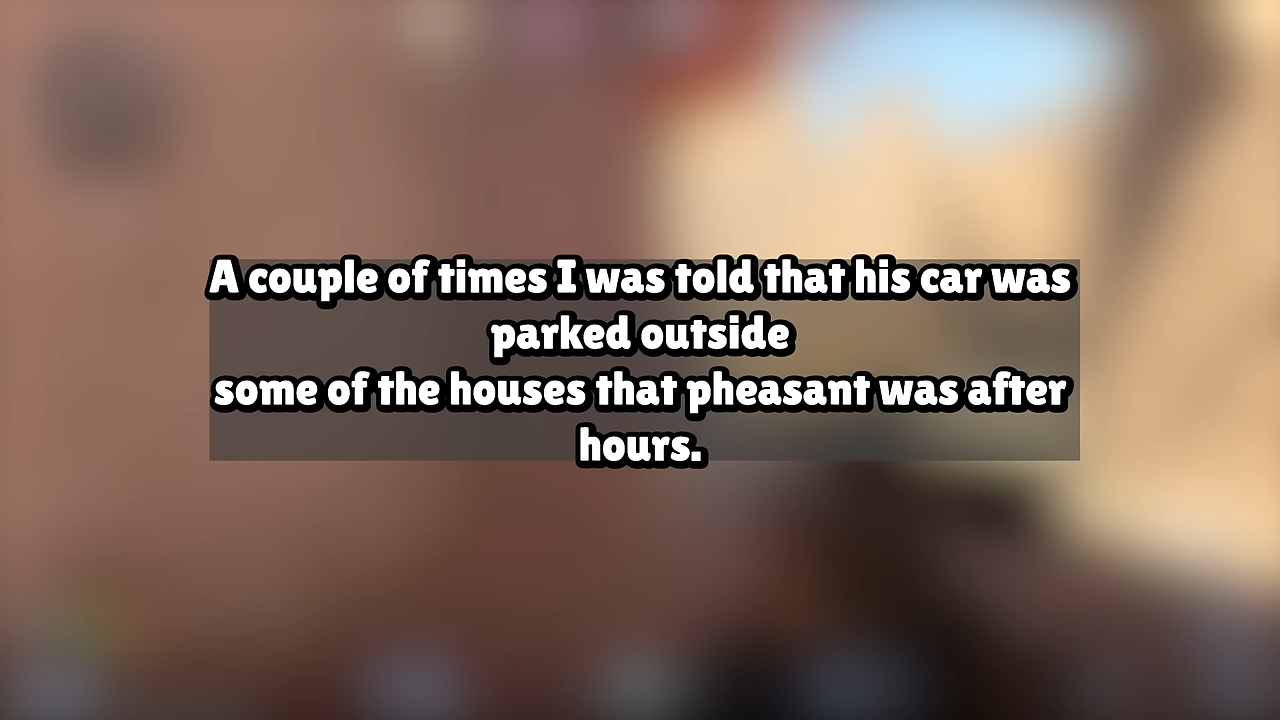 A couple of times I was told that his car was
parked outside
some of the houses that pheasant was after
hours.